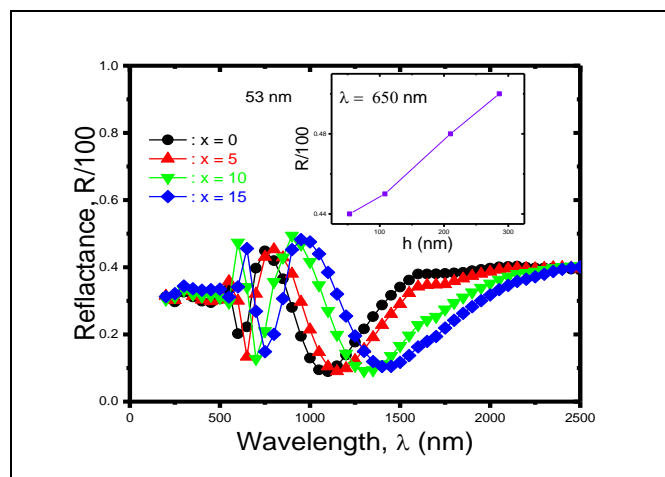 53 nm
: x = 0
: x = 5
: x = 10
: x = 15
λ = 650 nm
R/100
0.48
0.44
100
200
300
h (nm)
Reflactance, R/100
1.0
0.8
0.6
0.4
0.2
0.0
0
500
1000
1500
2000
2500
Wavelength, λ (nm)